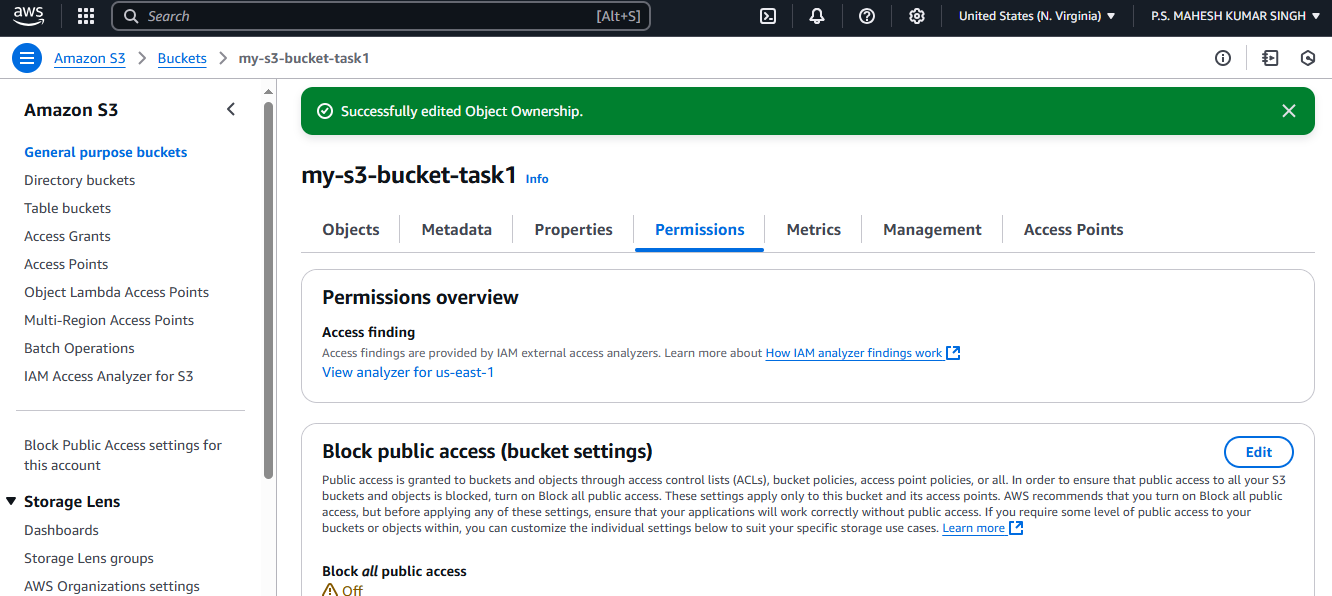 aws
Search
[Alt+S]
United States (N. Virginia)
P.S. MAHESH KUMAR SINGH
Amazon S3
Buckets
my-s3-bucket-task1
Amazon S3
General purpose buckets
Directory buckets
Table buckets
Access Grants
Access Points
Object Lambda Access Points
Multi-Region Access Points
Batch Operations
IAM Access Analyzer for S3
Block Public Access settings for
this account
Storage Lens
Dashboards
Storage Lens groups
AWS Organizations settings
Successfully edited Object Ownership.
my-s3-bucket-task1 Info
Objects
Metadata
Properties
Permissions
Metrics
Management
Access Points
Permissions overview
Access finding
Access findings are provided by IAM external access analyzers. Learn more about How IAM analyzer findings work
View analyzer for us-east-1
Block public access (bucket settings)
Edit
Public access is granted to buckets and objects through access control lists (ACLs), bucket policies, access point policies, or all. In order to ensure that public access to all your S3
buckets and objects is blocked, turn on Block all public access. These settings apply only to this bucket and its access points. AWS recommends that you turn on Block all public
access, but before applying any of these settings, ensure that your applications will work correctly without public access. If you require some level of public access to your
buckets or objects within, you can customize the individual settings below to suit your specific storage use cases. Learn more
Block all public access
Off